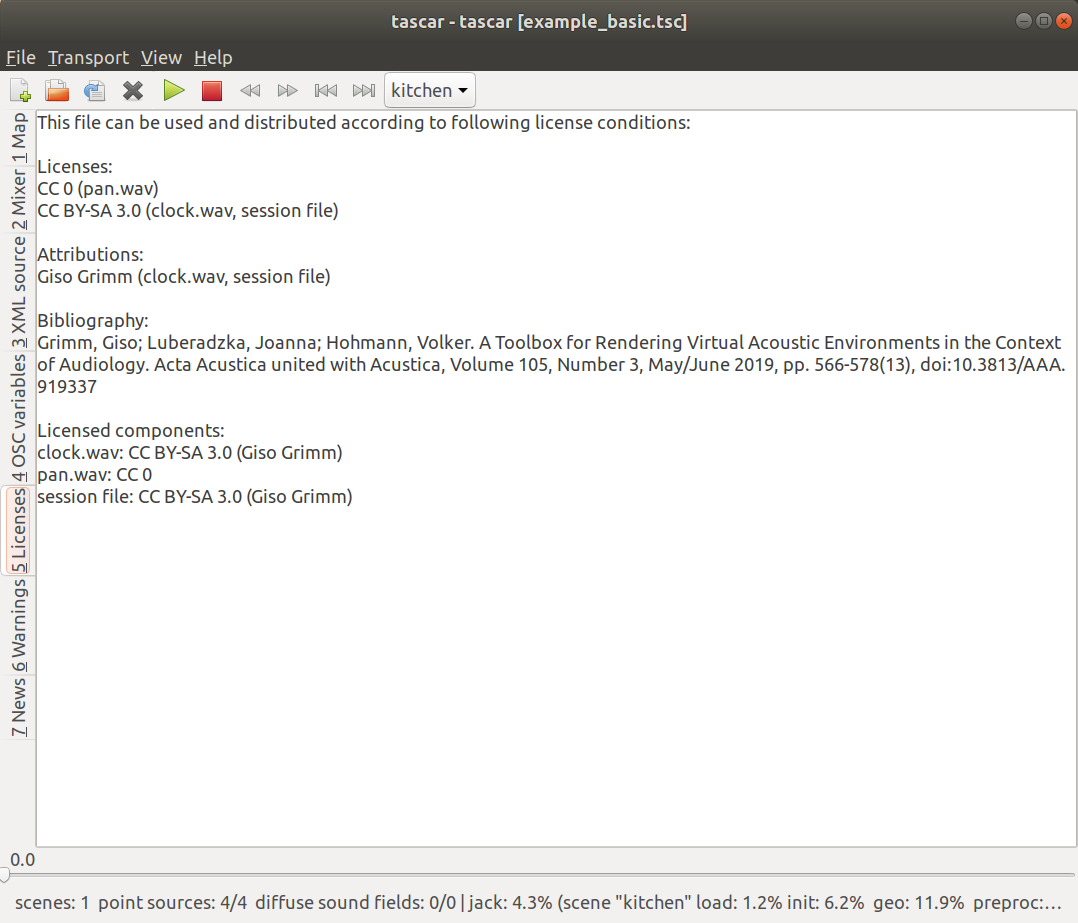 tascar - tascar [example_basic.tsc]
File Transport View Help
kitchen
1 Map
2 Mixer
3 XML source
4 OSC variables
5 Licenses
6 Warnings
7 News
This file can be used and distributed according to following license conditions:
Licenses:
CC 0 (pan.wav)
CC BY-SA 3.0 (clock.wav, session file)
Attributions:
Giso Grimm (clock.wav, session file)
Bibliography:
Grimm, Giso; Luberadzka, Joanna; Hohmann, Volker. A Toolbox for Rendering Virtual Acoustic Environments in the Context
of Audiology. Acta Acustica united with Acustica, Volume 105, Number 3, May/June 2019, pp. 566-578(13), doi:10.3813/AAA.
919337
Licensed components:
clock.wav: CC BY-SA 3.0 (Giso Grimm)
pan.wav: CC 0
session file: CC BY-SA 3.0 (Giso Grimm)
0.0
scenes: 1 point sources: 4/4 diffuse sound fields: 0/0 | jack: 4.3% (scene "kitchen" load: 1.2% init: 6.2% geo: 11.9% preproc:…